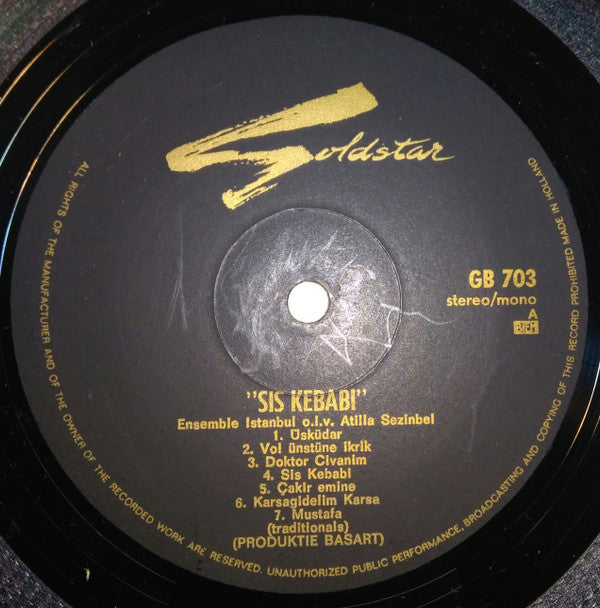 Goldstar
GB 703
stereo/mono
A
BIEM
"SIS KEBABI"
Ensemble Istanbul o.l.v. Atilla Sezinbel
1. Üsküdar
2. Vol ünstüne ikrik
3. Doktor Civanim
4. Sis Kebabi
5. Çakir emine
6. Karsagidelim Karsa
7. Mustafa
(traditionals)
(PRODUKTIE BASART)
ALL RIGHTS OF THE MANUFACTURER AND OF THE OWNER OF THE RECORDED WORK ARE RESERVED. UNAUTHORIZED PUBLIC PERFORMANCE, BROADCASTING AND COPYING OF THIS RECORD PROHIBITED MADE IN HOLLAND